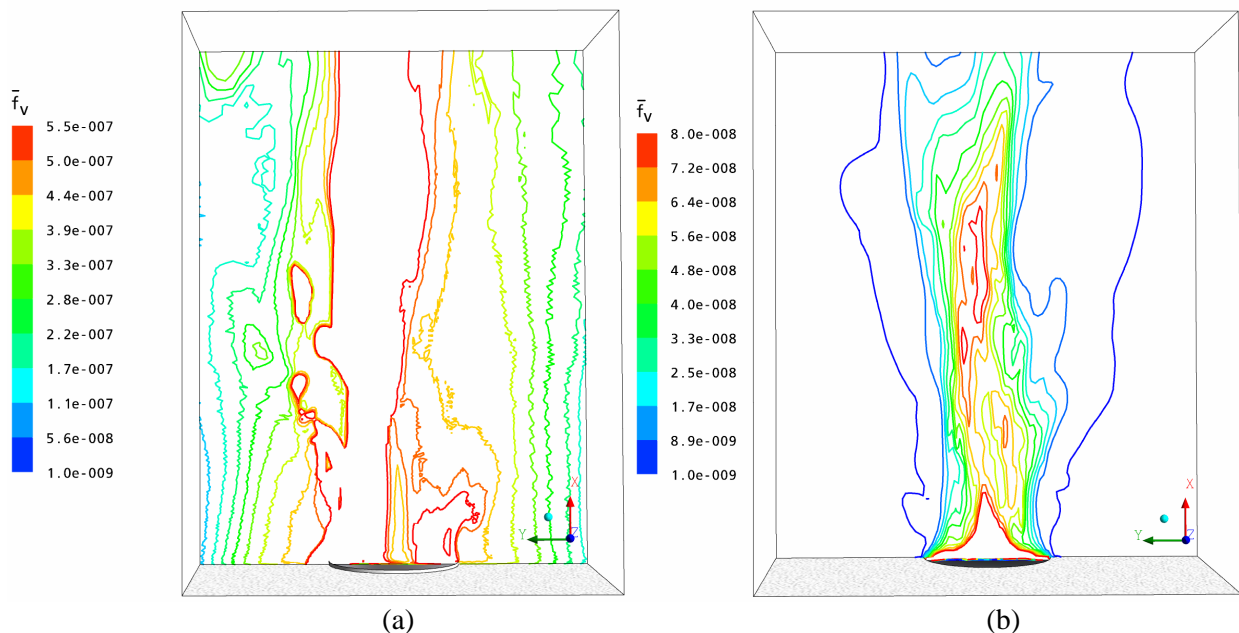 f̄v
5.5e-007
5.0e-007
4.4e-007
3.9e-007
3.3e-007
2.8e-007
2.2e-007
1.7e-007
1.1e-007
5.6e-008
1.0e-009
X
Y
Z
(a)
f̄v
8.0e-008
7.2e-008
6.4e-008
5.6e-008
4.8e-008
4.0e-008
3.3e-008
2.5e-008
1.7e-008
8.9e-009
1.0e-009
X
Y
Z
(b)